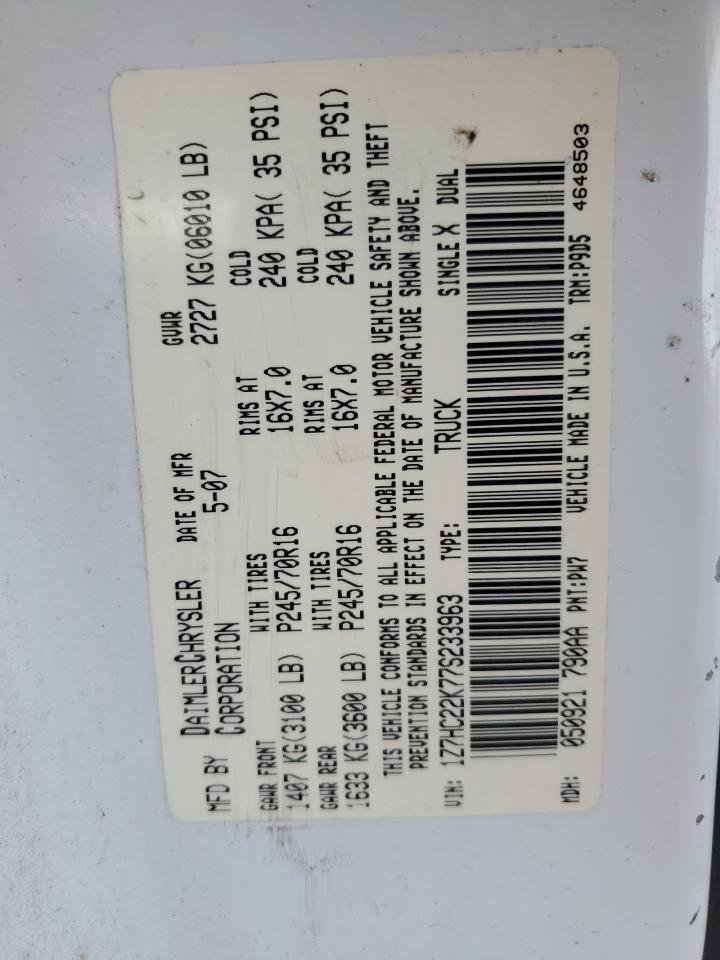 MFD BY DAIMLERCHRYSLER CORPORATION DATE OF MFR 5-07 GVWR 2727 KG(06010 LB)
GAWR FRONT WITH TIRES RIMS AT COLD
1407 KG(3100 LB) P245/70R16 16X7.0 240 KPA( 35 PSI)
GAWR REAR WITH TIRES RIMS AT COLD
1633 KG(3600 LB) P245/70R16 16X7.0 240 KPA( 35 PSI)
THIS VEHICLE CONFORMS TO ALL APPLICABLE FEDERAL MOTOR VEHICLE SAFETY AND THEFT
PREVENTION STANDARDS IN EFFECT ON THE DATE OF MANUFACTURE SHOWN ABOVE.
VIN: 1Z7HC22K77S233963 TYPE: TRUCK SINGLE X DUAL
MDH: 050921 790AA PNT:PW7 VEHICLE MADE IN U.S.A. TRM:P9D5 4648503